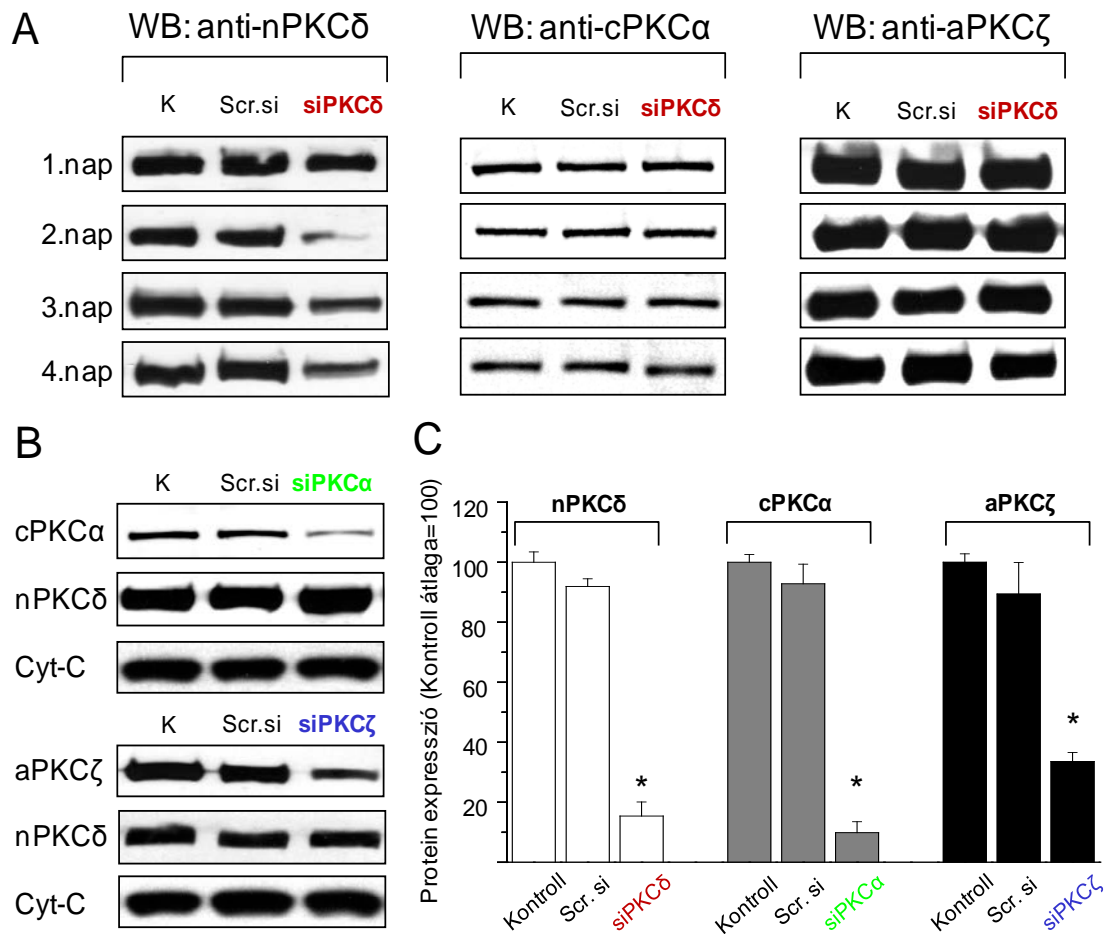 A
WB: anti-nPKCδ
WB: anti-cPKCα
WB: anti-aPKCζ
K Scr.si siPKCδ
K Scr.si siPKCδ
K Scr.si siPKCδ
1.nap
2.nap
3.nap
4.nap
B
K Scr.si siPKCα
cPKCα
nPKCδ
Cyt-C
K Scr.si siPKCζ
aPKCζ
nPKCδ
Cyt-C
C
Protein expresszió (Kontroll átlaga=100)
120
100
80
60
40
20
nPKCδ
cPKCα
aPKCζ
*
*
*
Kontroll
Scr. si
siPKCδ
Kontroll
Scr. si
siPKCα
Kontroll
Scr. si
siPKCζ